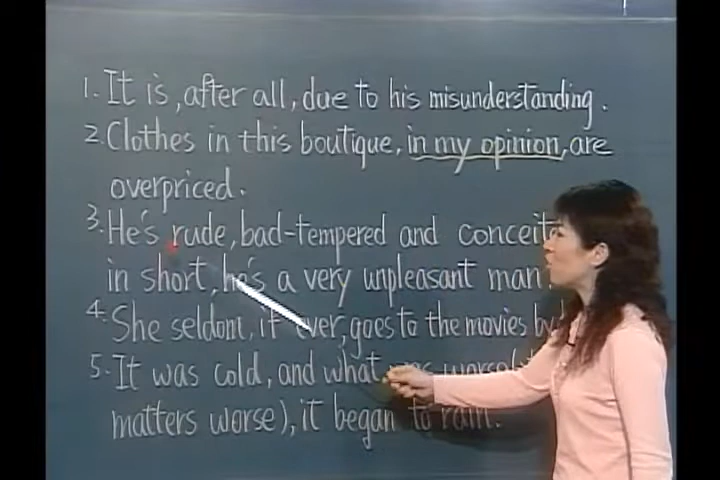 1. It is, after all, due to his misunderstanding.
2. Clothes in this boutique, in my opinion, are
overpriced.
3. He's rude, bad-tempered and
in short, he's a very unpleasant man.
4. She seldom, if ever, goes to the movies
5. It was cold, and what was worse
matters worse), it began to rain.